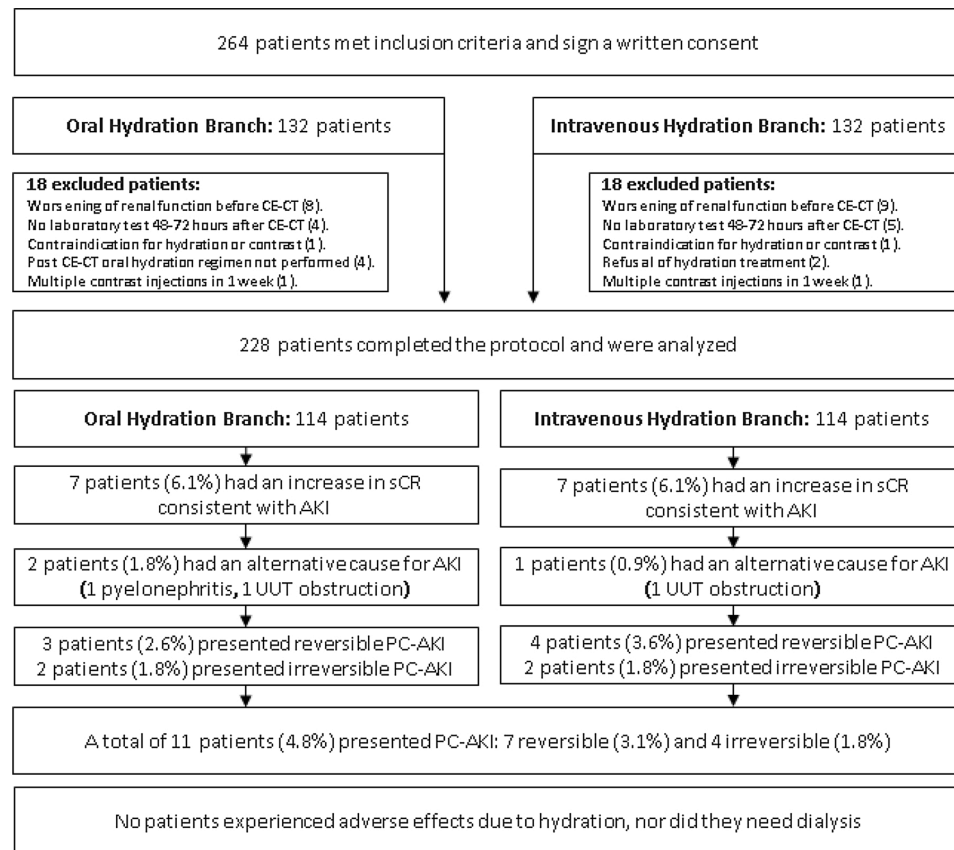 264 patients met inclusion criteria and sign a written consent
Oral Hydration Branch: 132 patients
Intravenous Hydration Branch: 132 patients
18 excluded patients:
Worsening of renal function before CE-CT (8).
No laboratory test 48-72 hours after CE-CT (4).
Contraindication for hydration or contrast (1).
Post CE-CT oral hydration regimen not performed (4).
Multiple contrast injections in 1 week (1).
18 excluded patients:
Worsening of renal function before CE-CT (9).
No laboratory test 48-72 hours after CE-CT (5).
Contraindication for hydration or contrast (1).
Refusal of hydration treatment (2).
Multiple contrast injections in 1 week (1).
228 patients completed the protocol and were analyzed
Oral Hydration Branch: 114 patients
Intravenous Hydration Branch: 114 patients
7 patients (6.1%) had an increase in sCR
consistent with AKI
7 patients (6.1%) had an increase in sCR
consistent with AKI
2 patients (1.8%) had an alternative cause for AKI
(1 pyelonephritis, 1 UUT obstruction)
1 patients (0.9%) had an alternative cause for AKI
(1 UUT obstruction)
3 patients (2.6%) presented reversible PC-AKI
2 patients (1.8%) presented irreversible PC-AKI
4 patients (3.6%) presented reversible PC-AKI
2 patients (1.8%) presented irreversible PC-AKI
A total of 11 patients (4.8%) presented PC-AKI: 7 reversible (3.1%) and 4 irreversible (1.8%)
No patients experienced adverse effects due to hydration, nor did they need dialysis